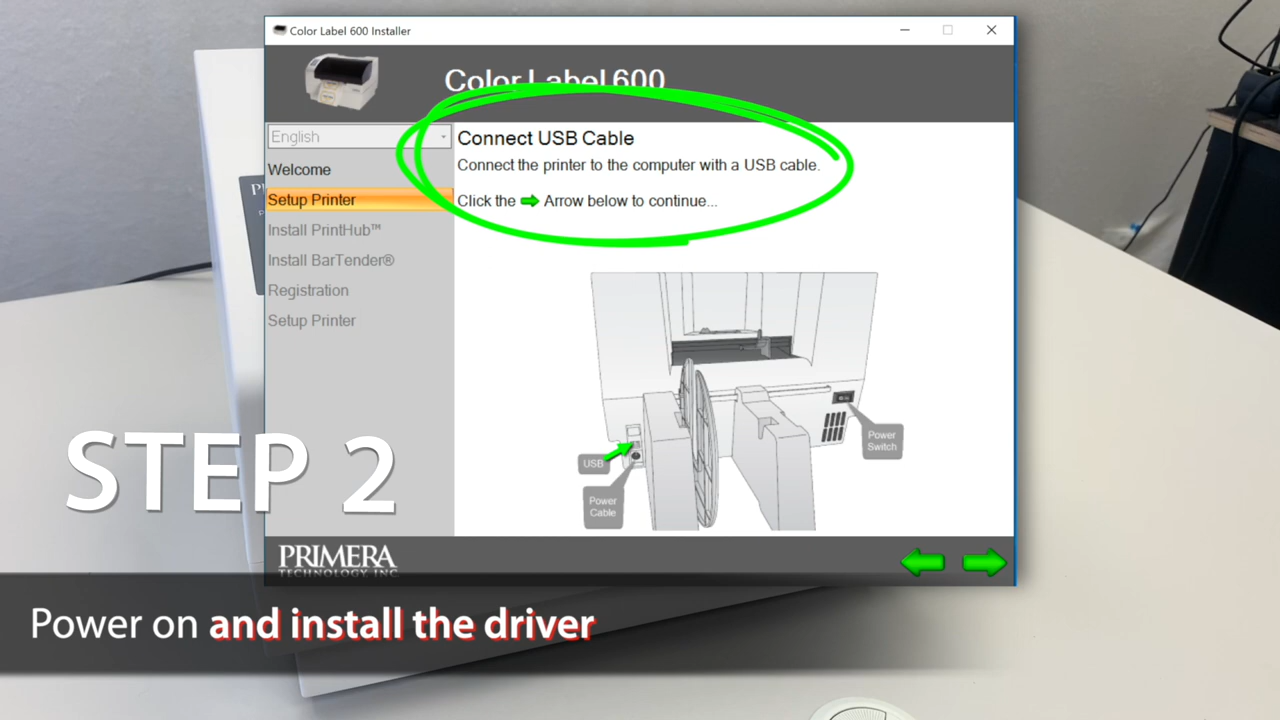 Color Label 600 Installer
Color Label 600
English
Welcome
Setup Printer
Install PrintHub™
Install BarTender®
Registration
Setup Printer
Connect USB Cable
Connect the printer to the computer with a USB cable.
Click the Arrow below to continue...
USB
Power
Cable
Power
Switch
PRIMERA
TECHNOLOGY, INC.
STEP 2
Power on and install the driver